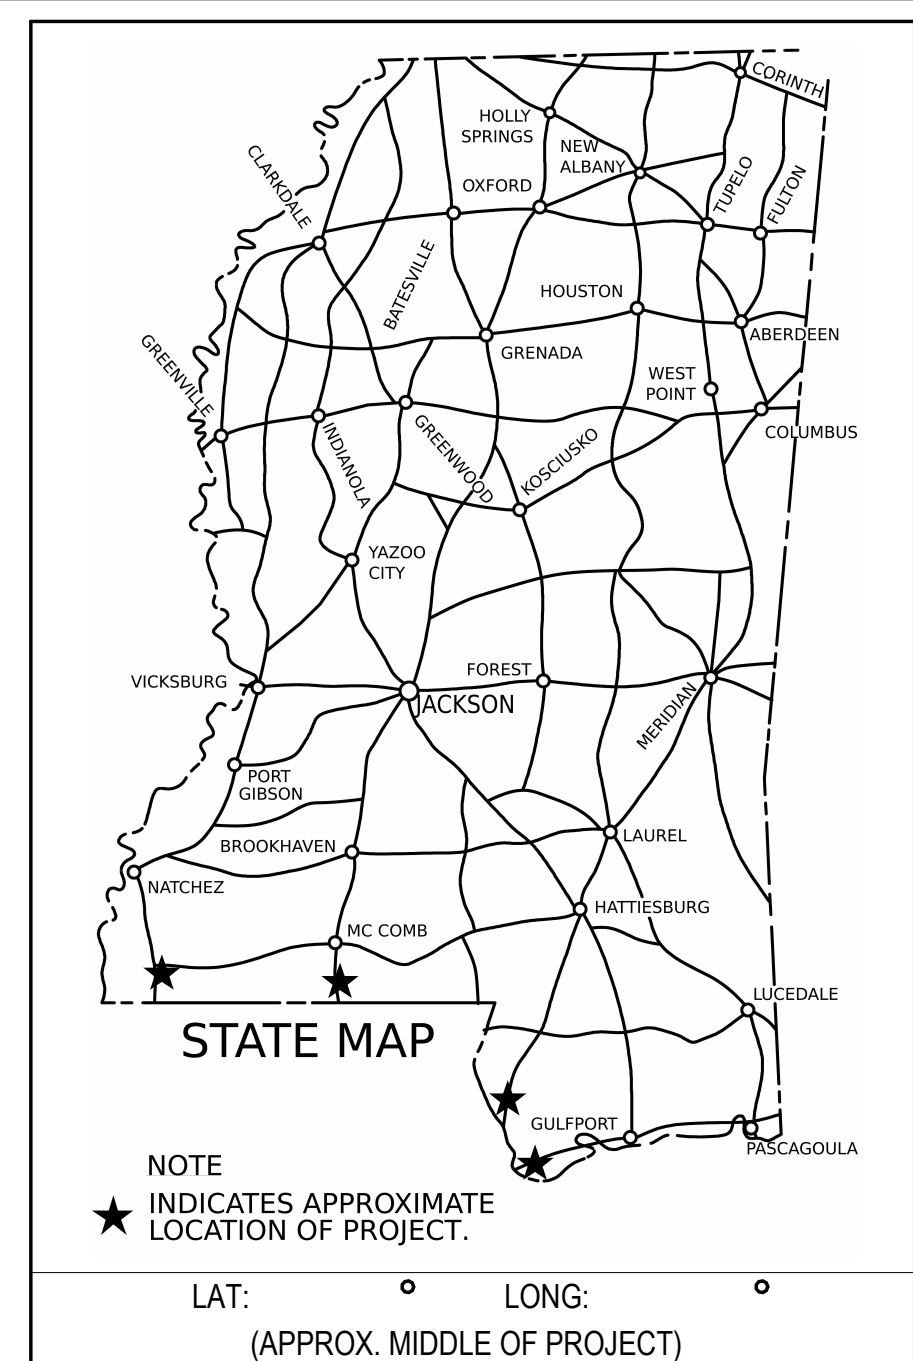 CORINTH
HOLLY
SPRINGS
NEW
ALBANY
CLARKDALE
OXFORD
TUPELO
FULTON
BATESVILLE
HOUSTON
ABERDEEN
GREENVILLE
GRENADA
WEST
POINT
COLUMBUS
INDIANOLA
GREENWOOD
KOSCIUSKO
YAZOO
CITY
FOREST
VICKSBURG
JACKSON
MERIDIAN
PORT
GIBSON
BROOKHAVEN
LAUREL
NATCHEZ
HATTIESBURG
MC COMB
LUCEDALE
STATE MAP
GULFPORT
PASCAGOULA
NOTE
INDICATES APPROXIMATE
LOCATION OF PROJECT.
LAT: ° LONG: °
(APPROX. MIDDLE OF PROJECT)